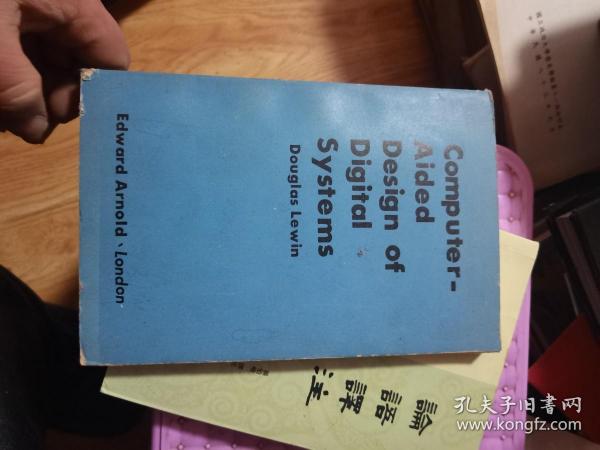 Computer-
Aided
Design of
Digital
Systems
Douglas Lewin
Edward Arnold · London
論語譯注
孔夫子旧书网
www.kongfz.com